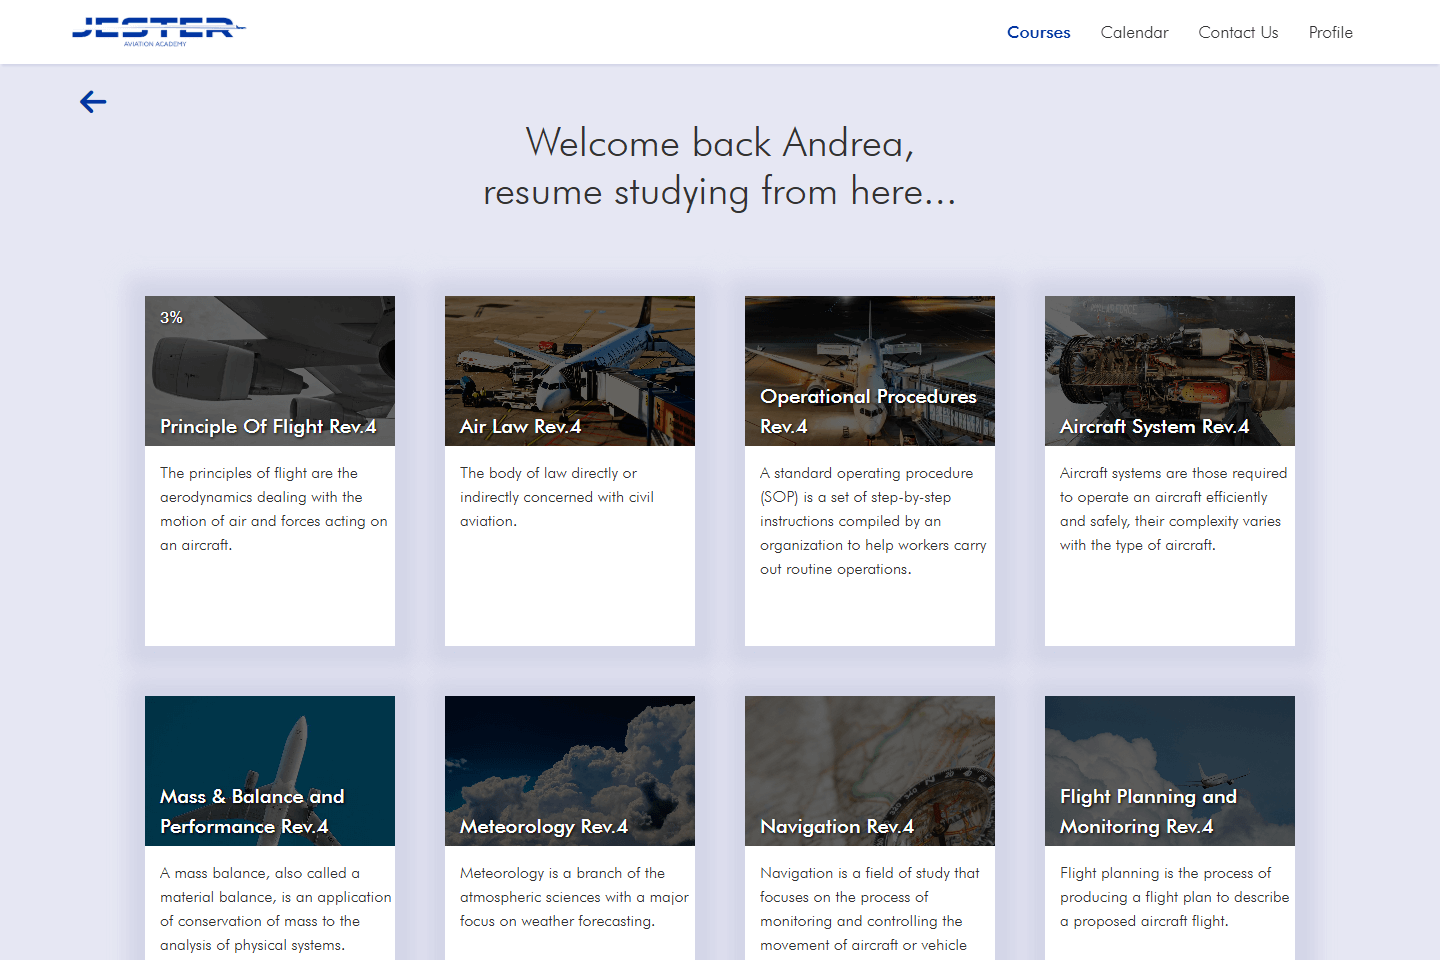 JESTER
AVIATION ACADEMY
Courses
Calendar
Contact Us
Profile
Welcome back Andrea,
resume studying from here...
3%
Principle Of Flight Rev.4
The principles of flight are the
aerodynamics dealing with the
motion of air and forces acting on
an aircraft.
Air Law Rev.4
The body of law directly or
indirectly concerned with civil
aviation.
Operational Procedures
Rev.4
A standard operating procedure
(SOP) is a set of step-by-step
instructions compiled by an
organization to help workers carry
out routine operations.
Aircraft System Rev.4
Aircraft systems are those required
to operate an aircraft efficiently
and safely, their complexity varies
with the type of aircraft.
Mass & Balance and
Performance Rev.4
A mass balance, also called a
material balance, is an application
of conservation of mass to the
analysis of physical systems.
Meteorology Rev.4
Meteorology is a branch of the
atmospheric sciences with a major
focus on weather forecasting.
Navigation Rev.4
Navigation is a field of study that
focuses on the process of
monitoring and controlling the
movement of aircraft or vehicle
Flight Planning and
Monitoring Rev.4
Flight planning is the process of
producing a flight plan to describe
a proposed aircraft flight.